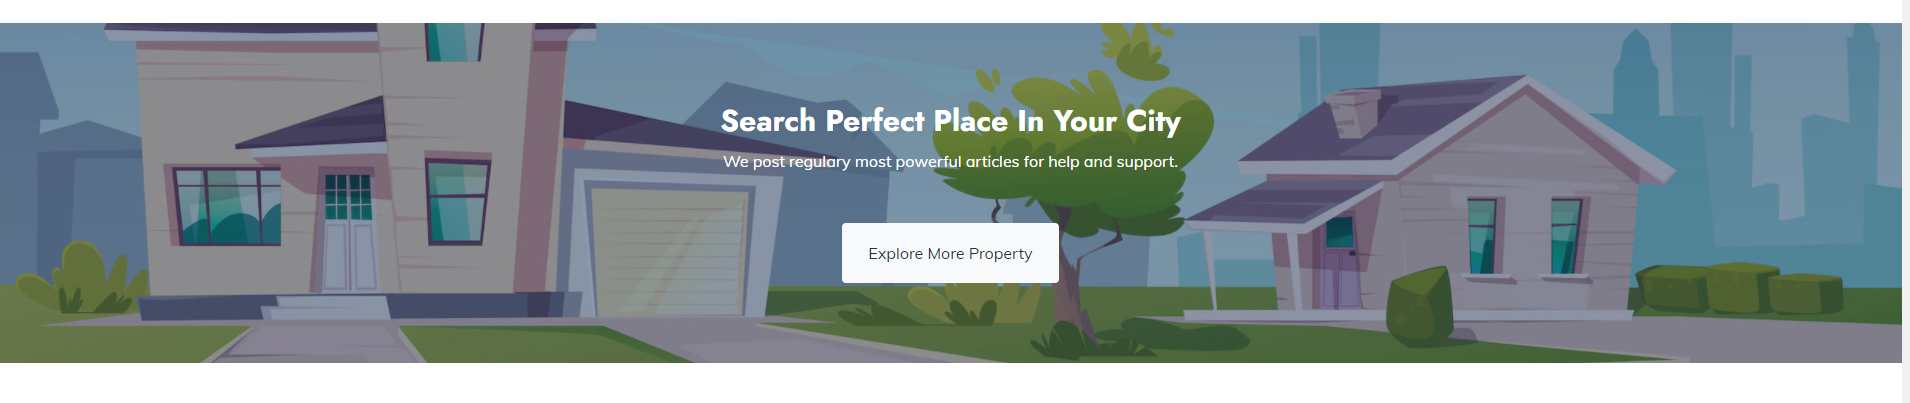 Search Perfect Place In Your City
We post regulary most powerful articles for help and support.
Explore More Property